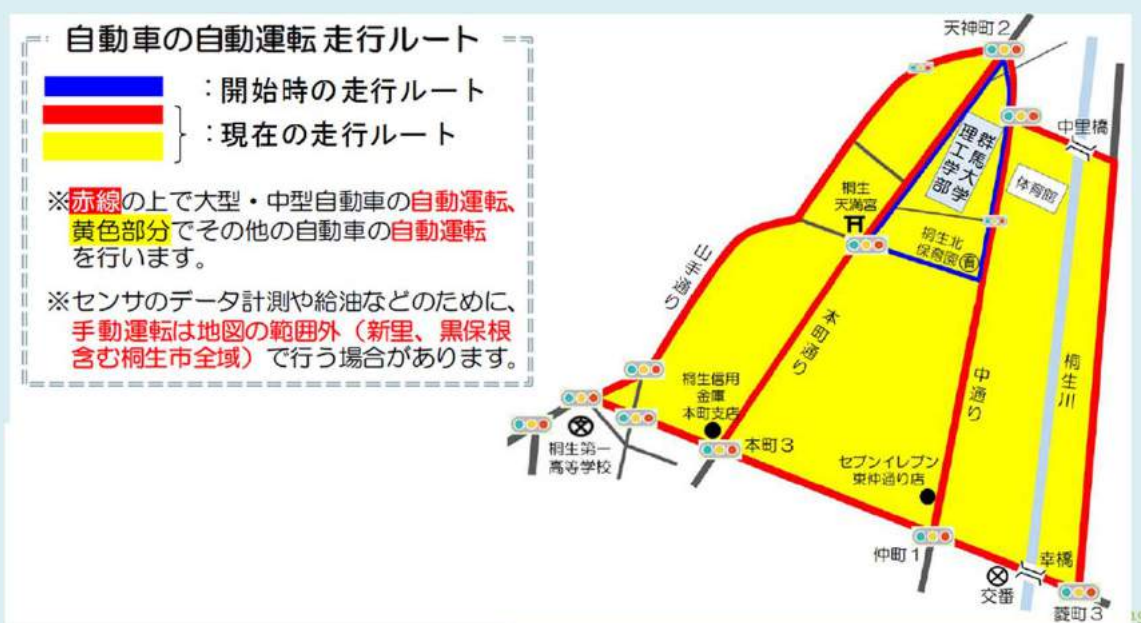 自動車の自動運転 走行ルート
：開始時の走行ルート
：現在の走行ルート
※赤線の上で大型・中型自動車の自動運転、
黄色部分でその他の自動車の自動運転
を行います。
※センサのデータ計測や給油などのために、
手動運転は地図の範囲外（新里、黒保根
含む桐生市全域）で行う場合があります。
天神町2
中里橋
群馬大学
理工学部
体育館
桐生
天満宮
桐生北
保育園
山手通り
本町通り
中通り
桐生川
桐生信用
金庫
本町支店
桐生第一
高等学校
本町3
セブンイレブン
東仲通り店
仲町1
幸橋
交番
菱町3